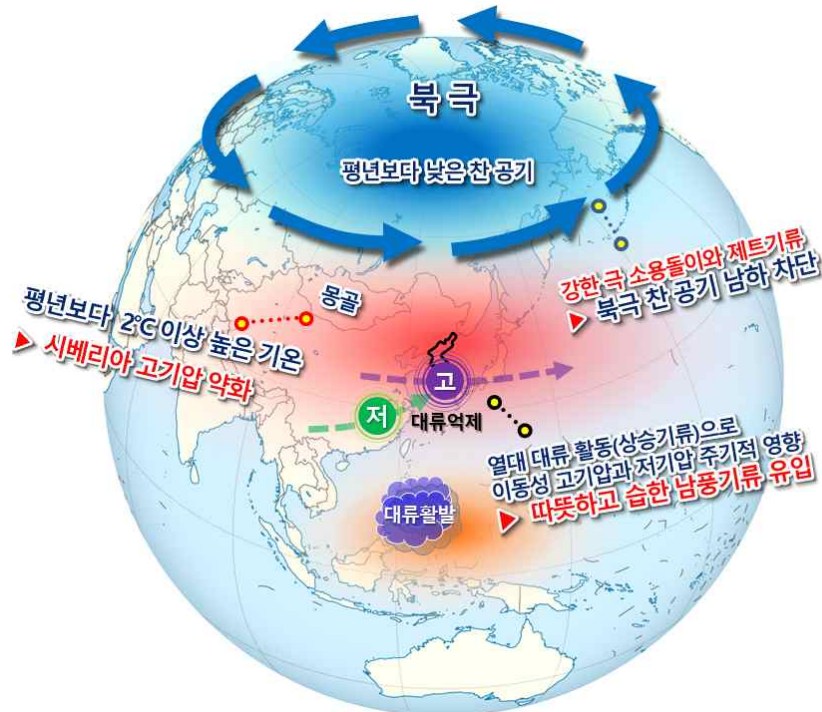 북극
평년보다 낮은 찬 공기
강한 극 소용돌이와 제트기류
▶ 북극 찬 공기 남하 차단
몽골
평년보다 2℃ 이상 높은 기온
▶ 시베리아 고기압 약화
고
저
대류억제
열대 대류 활동(상승기류)으로
이동성 고기압과 저기압 주기적 영향
▶ 따뜻하고 습한 남풍기류 유입
대류활발